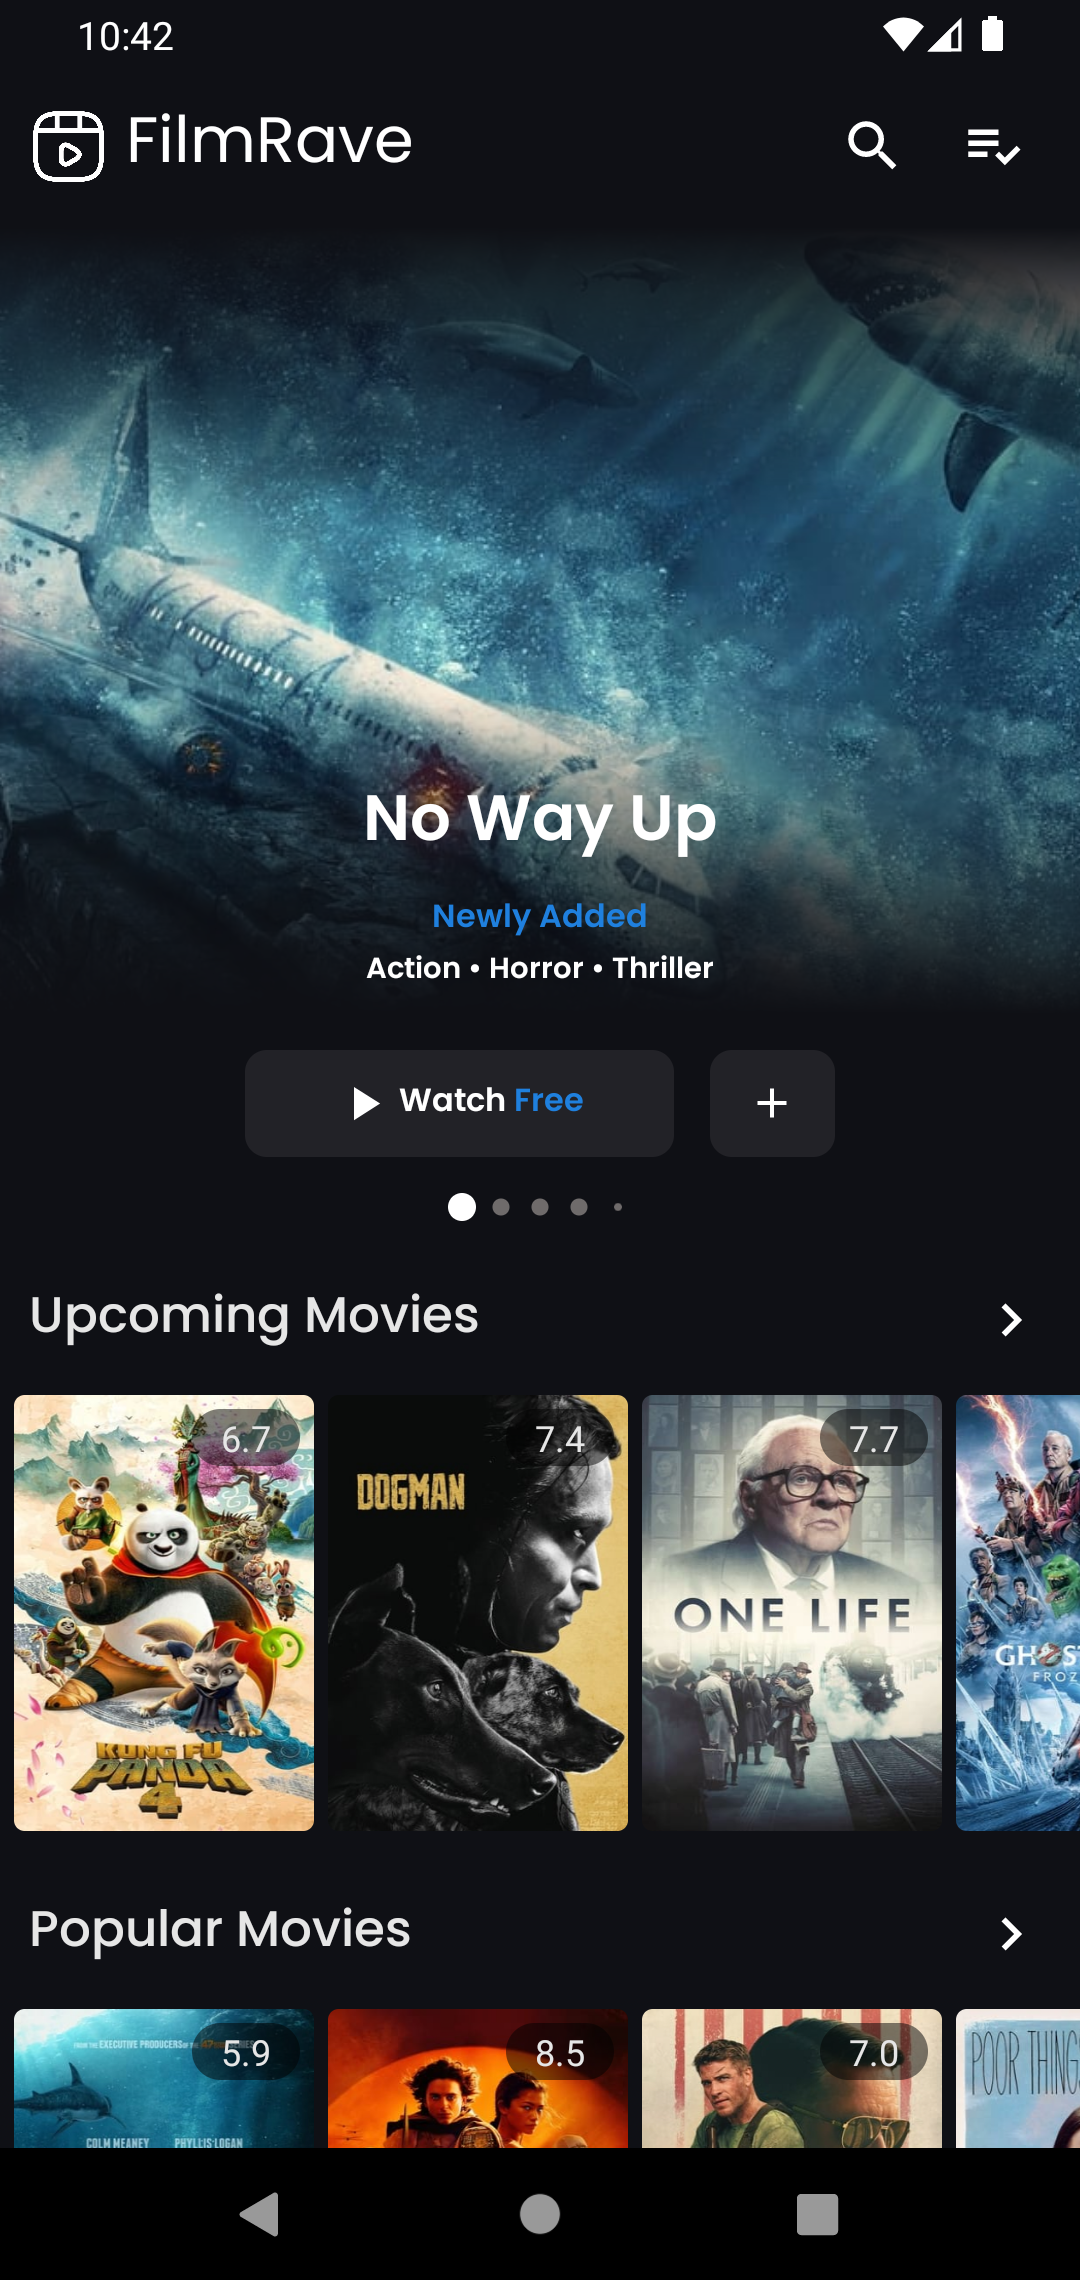 10:42
FilmRave
No Way Up
Newly Added
Action • Horror • Thriller
Watch Free
Upcoming Movies
6.7
7.4
7.7
DOGMAN
ONE LIFE
KUNG FU
PANDA
4
Popular Movies
5.9
8.5
7.0
FROM THE EXECUTIVE PRODUCERS OF
COLM MEANEY PHYLLIS LOGAN
POOR THING